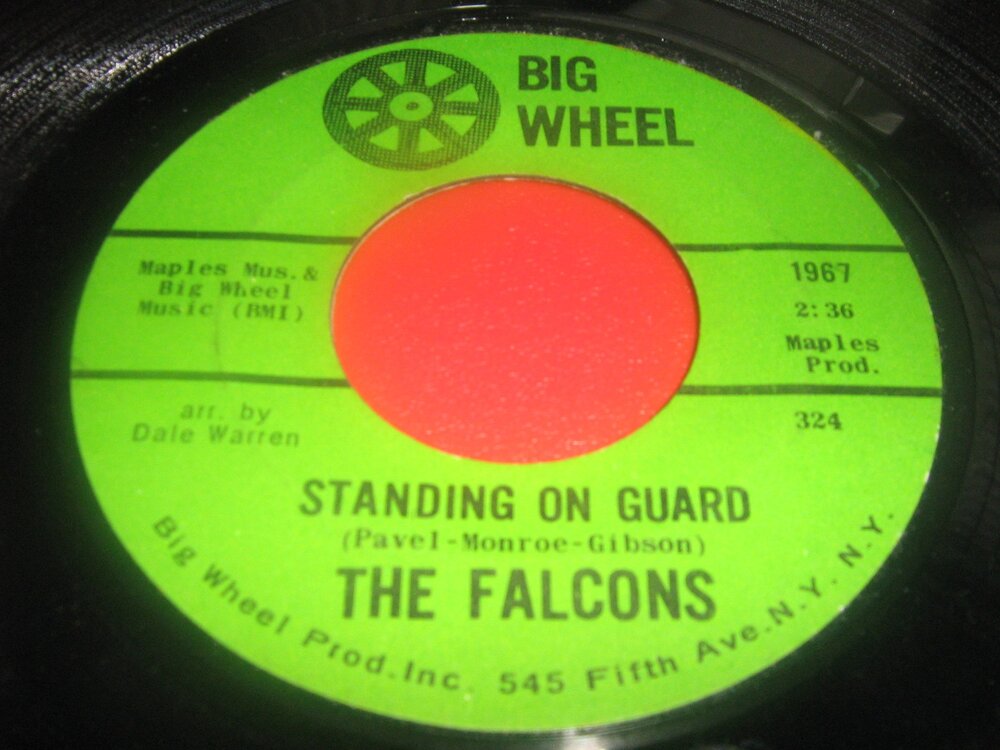 BIG
WHEEL
Maples Mus.&
Big Wheel
Music (BMI)
1967
2:36
Maples
Prod.
arr. by
Dale Warren
324
STANDING ON GUARD
(Pavel-Monroe-Gibson)
THE FALCONS
Big Wheel Prod.Inc. 545 Fifth Ave.N.Y. N.Y.